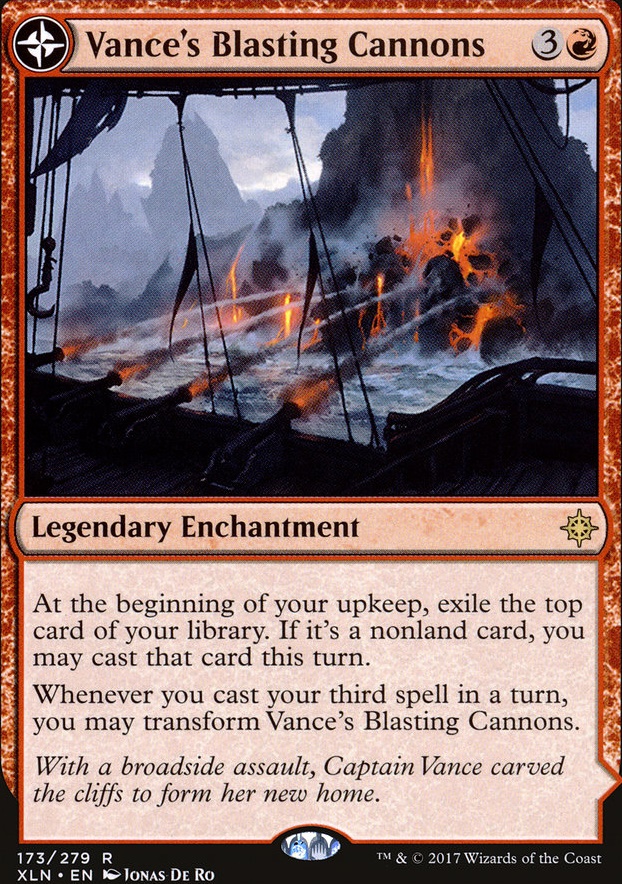 Vance's Blasting Cannons 3
Legendary Enchantment
At the beginning of your upkeep, exile the top
card of your library. If it's a nonland card, you
may cast that card this turn.
Whenever you cast your third spell in a turn,
you may transform Vance's Blasting Cannons.
With a broadside assault, Captain Vance carved
the cliffs to form her new home.
173/279 R
XLN • EN Jonas De Ro
™ & © 2017 Wizards of the Coast